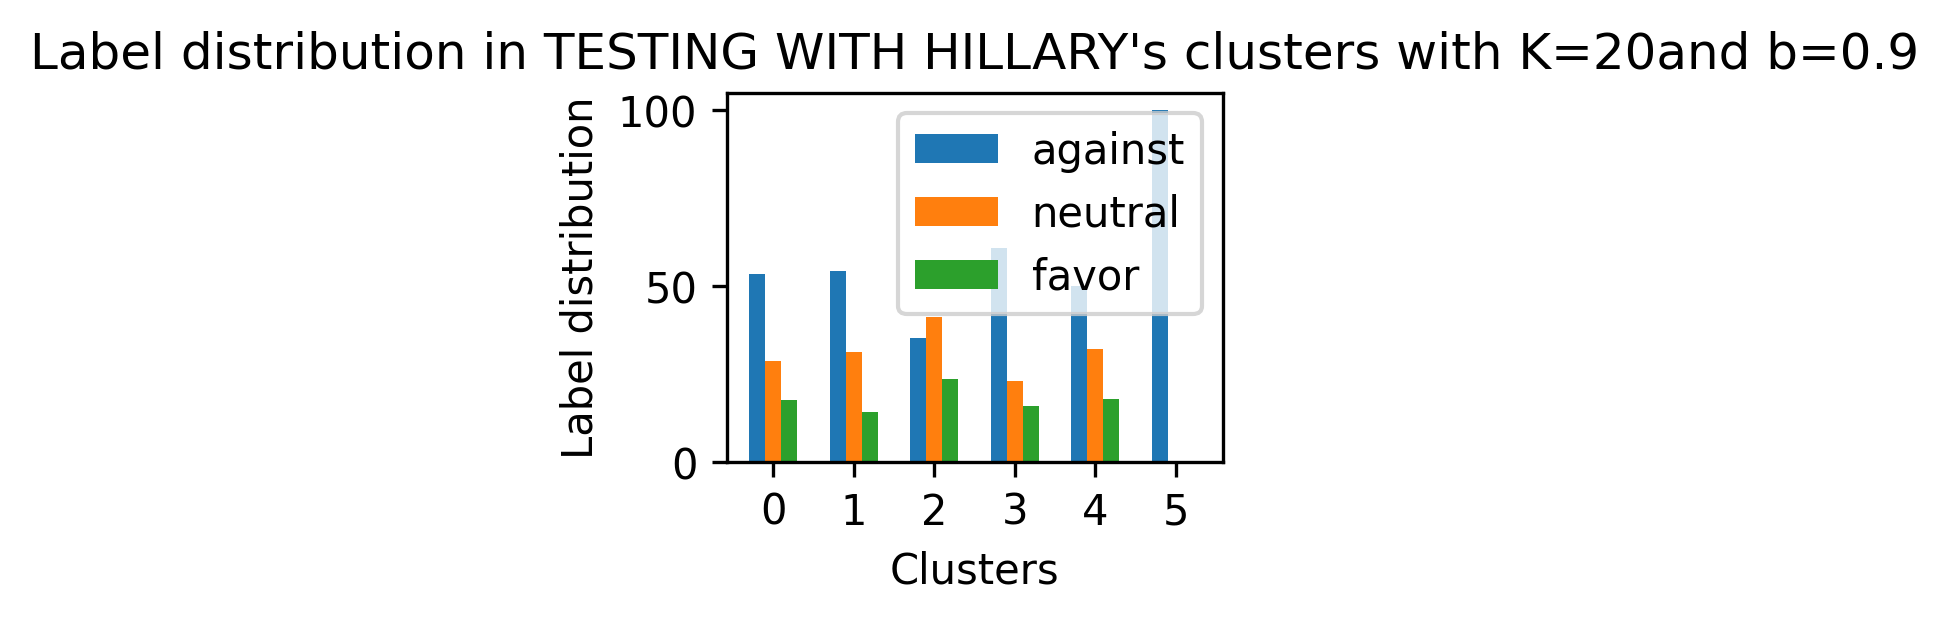 Label distribution in TESTING WITH HILLARY's clusters with K=20and b=0.9
Label distribution
100
50
0
against
neutral
favor
0 1 2 3 4 5
Clusters